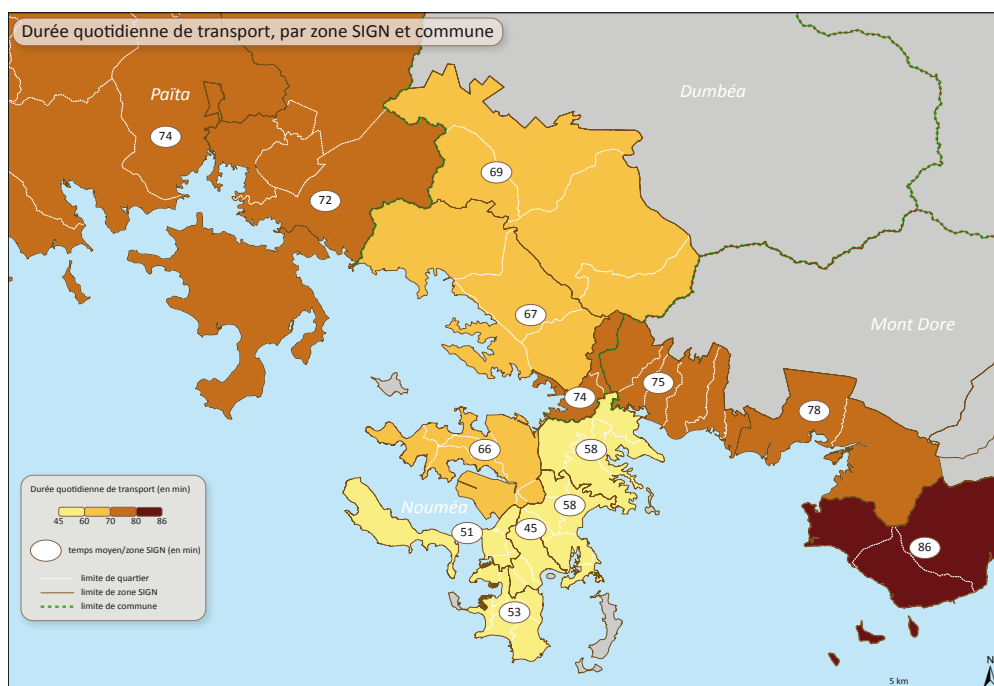 Durée quotidienne de transport, par zone SIGN et commune
Païta
Dumbéa
74
69
72
67
Mont Dore
75
74
78
66
58
Nouméa
58
51
45
86
53
Durée quotidienne de transport (en min)
45 60 70 80 86
temps moyen/zone SIGN (en min)
limite de quartier
limite de zone SIGN
limite de commune
N
5 km